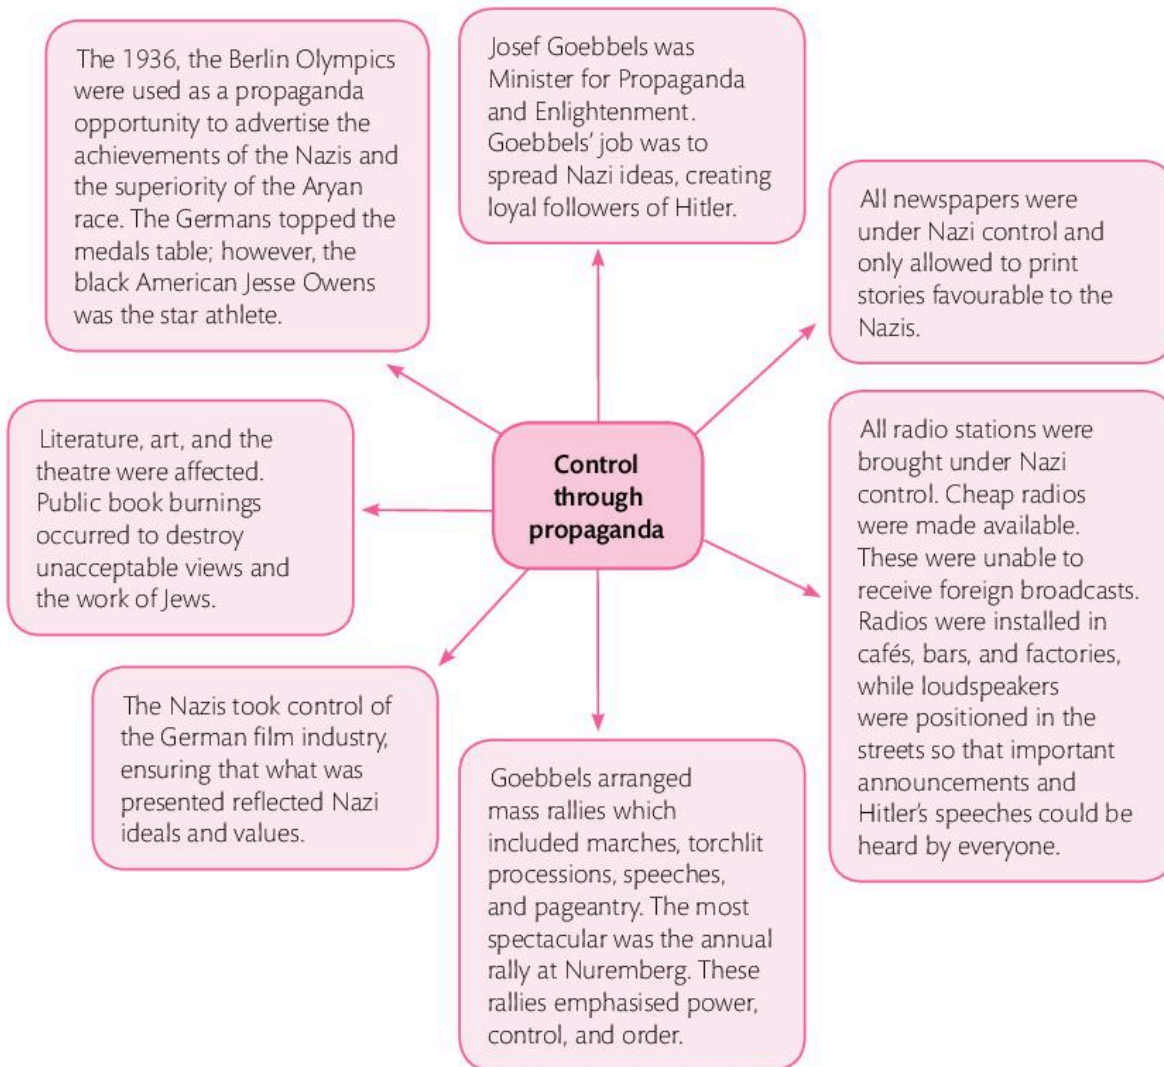 The 1936, the Berlin Olympics
were used as a propaganda
opportunity to advertise the
achievements of the Nazis and
the superiority of the Aryan
race. The Germans topped the
medals table; however, the
black American Jesse Owens
was the star athlete.
Josef Goebbels was
Minister for Propaganda
and Enlightenment.
Goebbels' job was to
spread Nazi ideas, creating
loyal followers of Hitler.
All newspapers were
under Nazi control and
only allowed to print
stories favourable to the
Nazis.
Literature, art, and the
theatre were affected.
Public book burnings
occurred to destroy
unacceptable views and
the work of Jews.
Control
through
propaganda
All radio stations were
brought under Nazi
control. Cheap radios
were made available.
These were unable to
receive foreign broadcasts.
Radios were installed in
cafés, bars, and factories,
while loudspeakers
were positioned in the
streets so that important
announcements and
Hitler's speeches could be
heard by everyone.
The Nazis took control of
the German film industry,
ensuring that what was
presented reflected Nazi
ideals and values.
Goebbels arranged
mass rallies which
included marches, torchlit
processions, speeches,
and pageantry. The most
spectacular was the annual
rally at Nuremberg. These
rallies emphasised power,
control, and order.